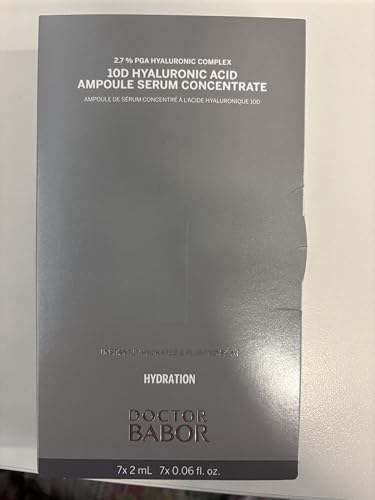 2.7 % PGA HYALURONIC COMPLEX
10D HYALURONIC ACID
AMPOULE SERUM CONCENTRATE
AMPOULE DE SÉRUM CONCENTRÉ À L'ACIDE HYALURONIQUE 10D
HYDRATION
DOCTOR
BABOR
7x 2 mL 7x 0.06 fl. oz.